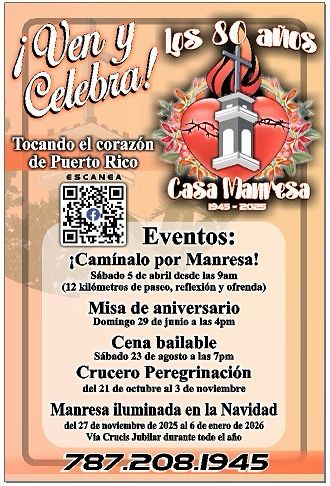 ¡Ven y
Celebra!
Los 80 años
Tocando el corazón
de Puerto Rico
ESCANEA
Casa Manresa
1945 - 2025
Eventos:
¡Camínalo por Manresa!
Sábado 5 de abril desde las 9am
(12 kilómetros de paseo, reflexión y ofrenda)
Misa de aniversario
Domingo 29 de junio a las 4pm
Cena bailable
Sábado 23 de agosto a las 7pm
Crucero Peregrinación
del 21 de octubre al 3 de noviembre
Manresa iluminada en la Navidad
del 27 de noviembre de 2025 al 6 de enero de 2026
Vía Crucis Jubilar durante todo el año
787.208.1945